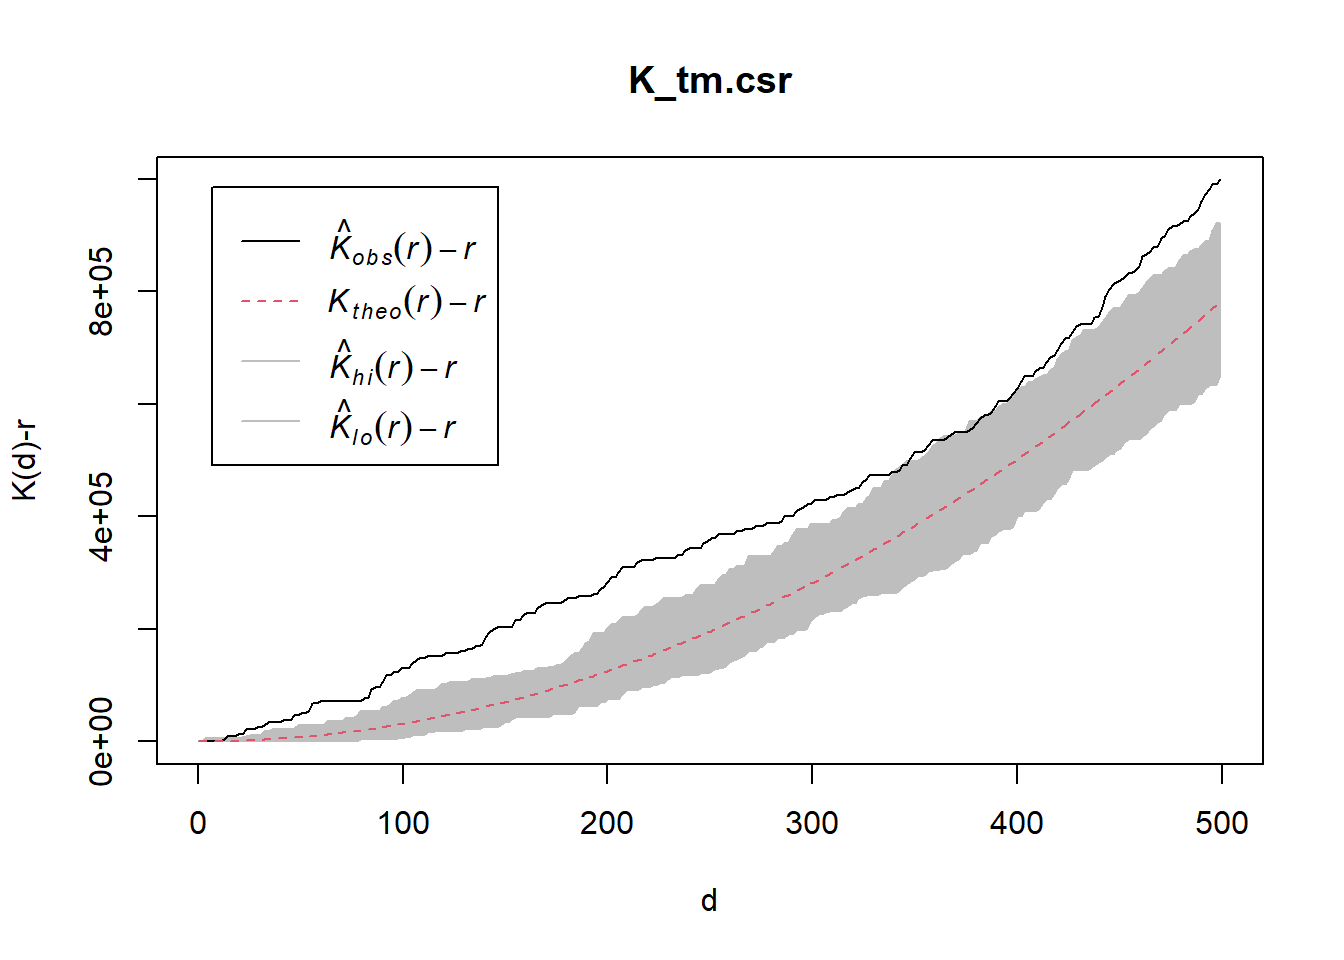 K_tm.csr
K̂obs(r) − r
Ktheo(r) − r
K̂hi(r) − r
K̂lo(r) − r
K(d)-r
8e+05
4e+05
0e+00
0 100 200 300 400 500
d